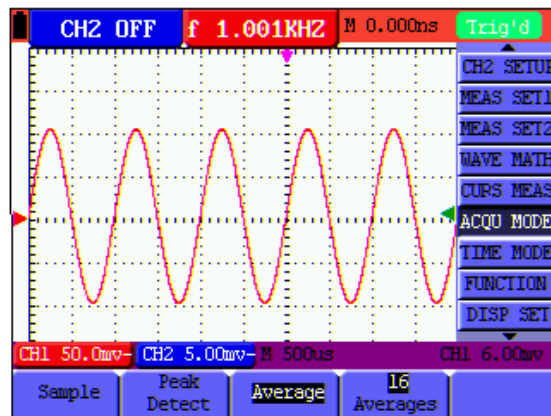 CH2 OFF f 1.001KHZ M 0.000ns Trig'd
CH2 SETUP
MEAS SET1
MEAS SET2
WAVE MATH
CURS MEAS
ACQU MODE
TIME MODE
FUNCTION
DISP SET
CH1 50.0mv- CH2 5.00mv- M 500us CH1 6.00mv
Sample Peak Detect Average 16 Averages